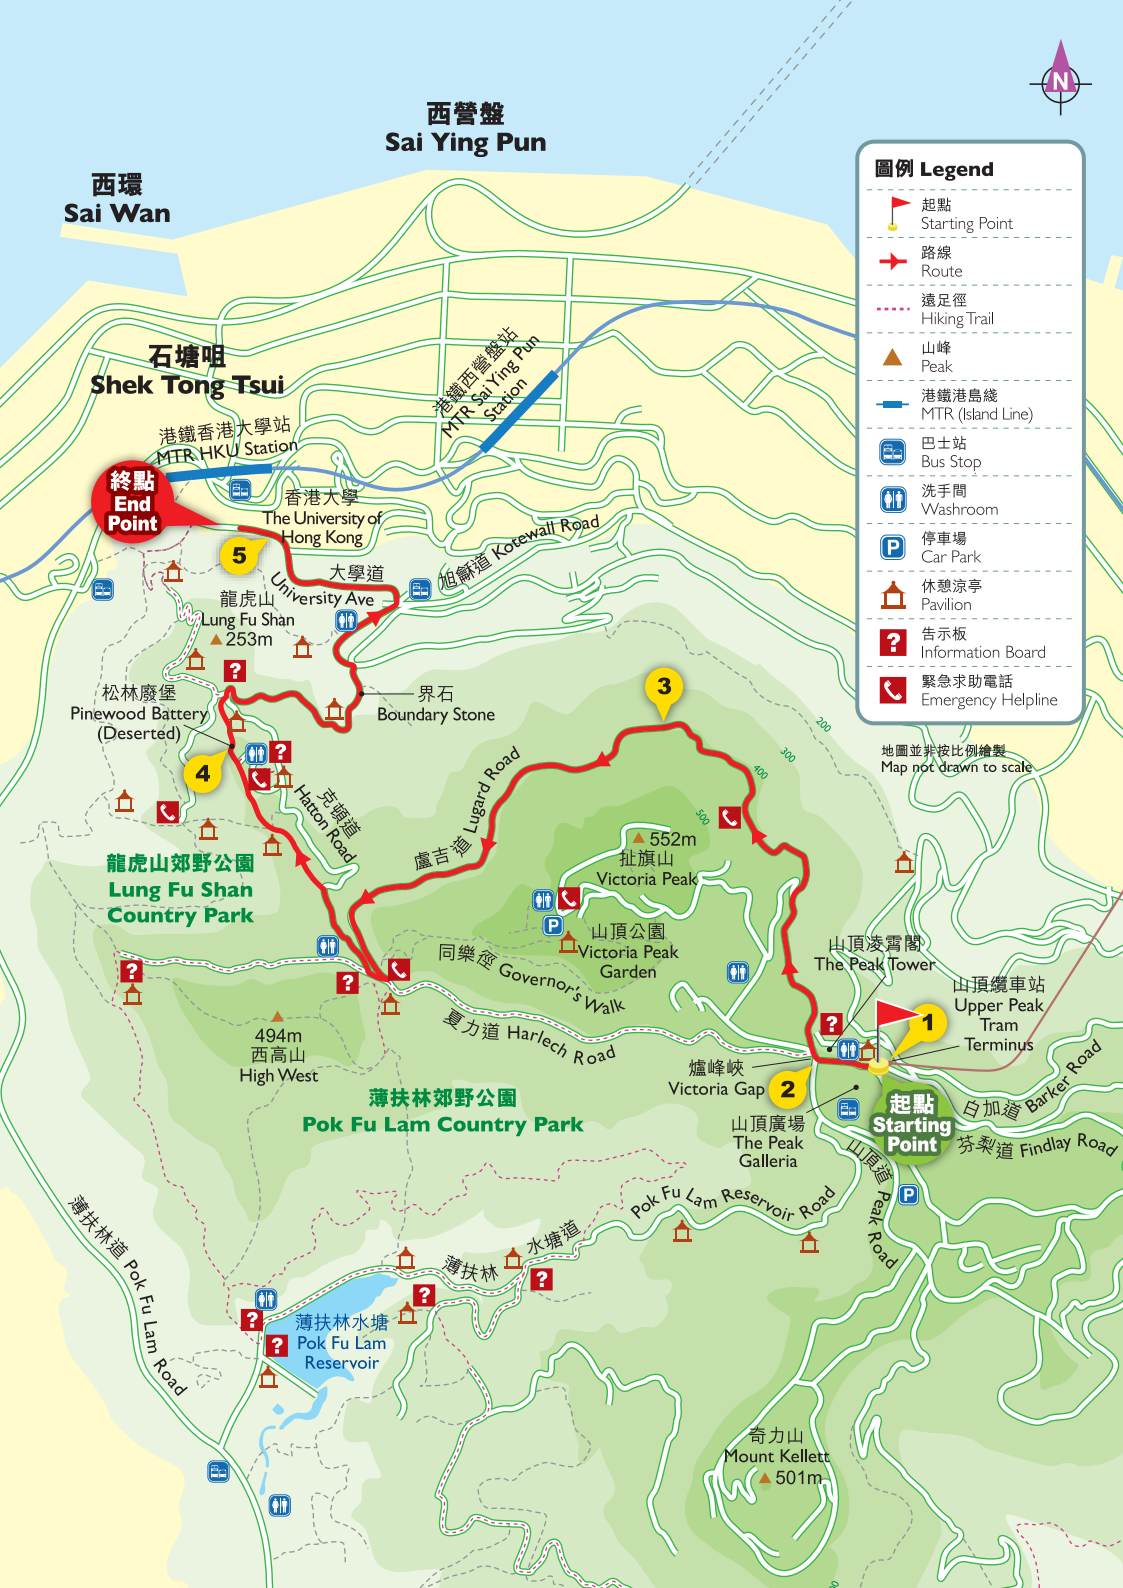 N
西營盤
Sai Ying Pun
西環
Sai Wan
圖例 Legend
起點
Starting Point
路線
Route
遠足徑
Hiking Trail
山峰
Peak
港鐵港島綫
MTR (Island Line)
巴士站
Bus Stop
洗手間
Washroom
P
停車場
Car Park
休憩涼亭
Pavilion
?
告示板
Information Board
緊急求助電話
Emergency Helpline
地圖並非按比例繪製
Map not drawn to scale
石塘咀
Shek Tong Tsui
港鐵西營盤站
MTR Sai Ying Pun
Station
港鐵香港大學站
MTR HKU Station
終點
End
Point
香港大學
The University of
Hong Kong
5
大學道
University Ave
旭龢道 Kotewall Road
龍虎山
Lung Fu Shan
253m
?
松林廢堡
Pinewood Battery
(Deserted)
界石
Boundary Stone
3
200
300
400
500
4
?
克頓道
Hatton Road
盧吉道 Lugard Road
552m
扯旗山
Victoria Peak
龍虎山郊野公園
Lung Fu Shan
Country Park
P
山頂公園
Victoria Peak
Garden
同樂徑 Governor's Walk
山頂凌霄閣
The Peak Tower
山頂纜車站
Upper Peak
Tram
Terminus
?
?
?
1
494m
西高山
High West
夏力道 Harlech Road
爐峰峽
Victoria Gap
2
山頂廣場
The Peak
Galleria
起點
Starting
Point
白加道 Barker Road
芬梨道 Findlay Road
薄扶林郊野公園
Pok Fu Lam Country Park
山頂道 Peak Road
P
薄扶林水塘道 Pok Fu Lam Reservoir Road
薄扶林道 Pok Fu Lam Road
?
?
?
?
薄扶林水塘
Pok Fu Lam
Reservoir
奇力山
Mount Kellett
501m